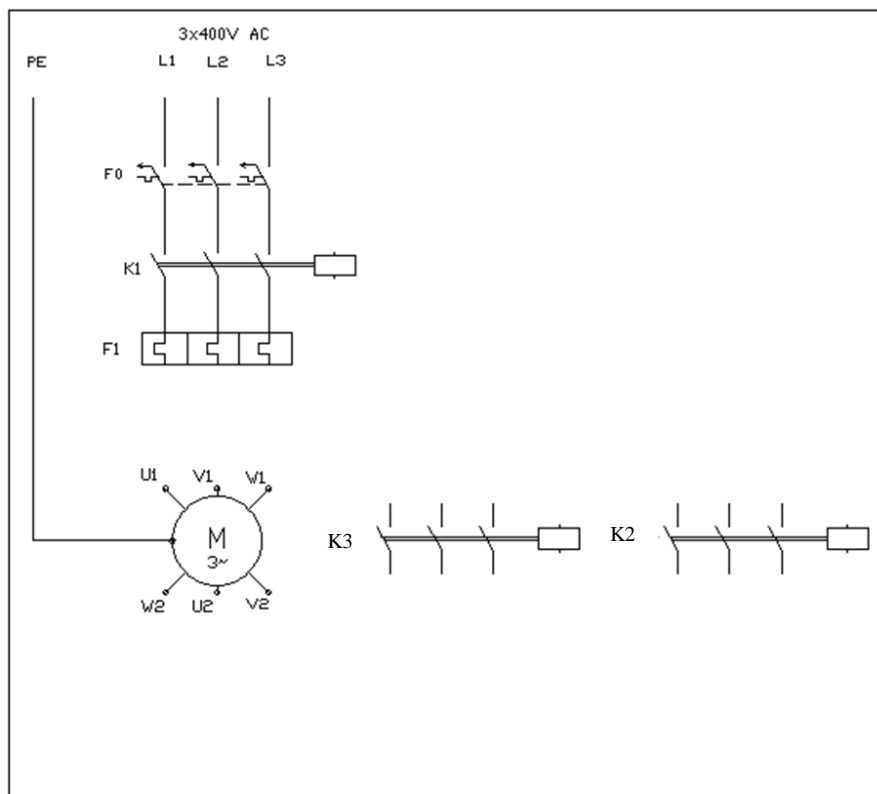 3x400V AC
PE L1 L2 L3
F0
K1
F1
U1 V1 W1
M
3~
K3 K2
W2 U2 V2